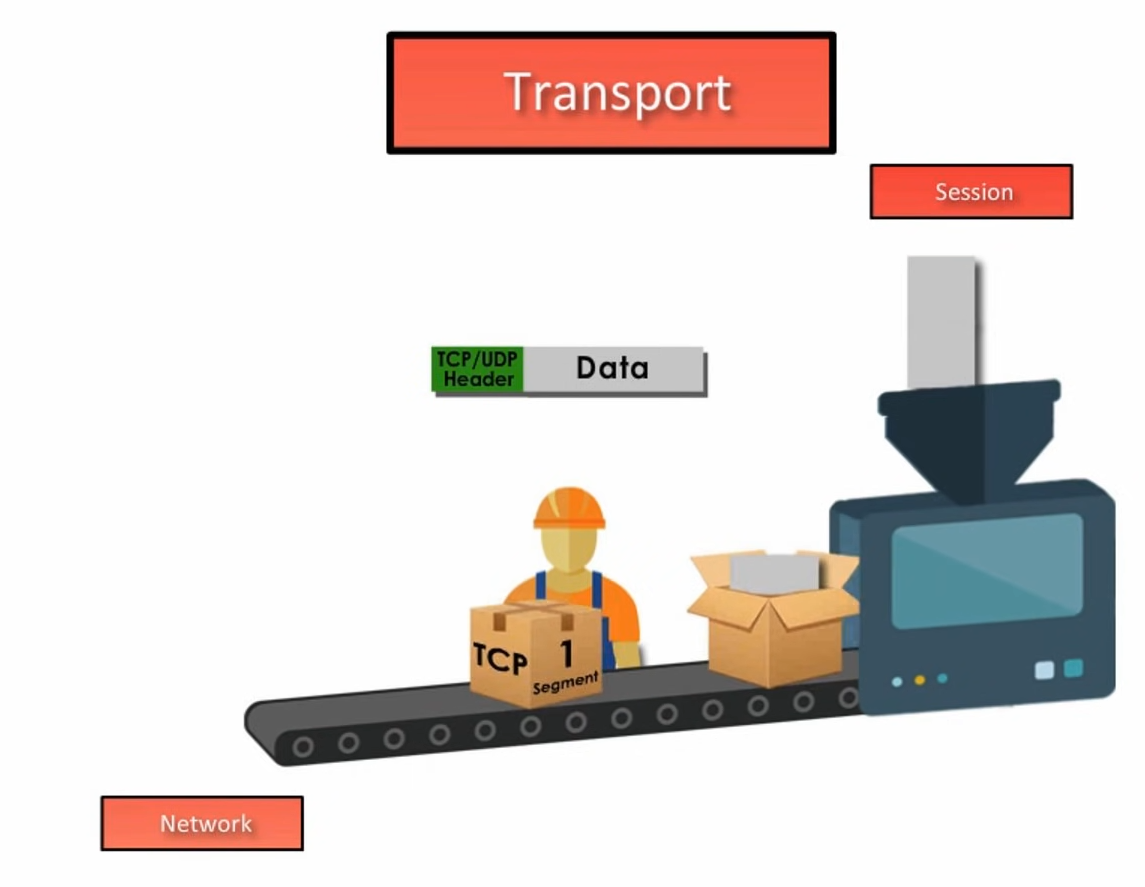 Transport
Session
TCP/UDP
Header
Data
TCP
1
Segment
Network